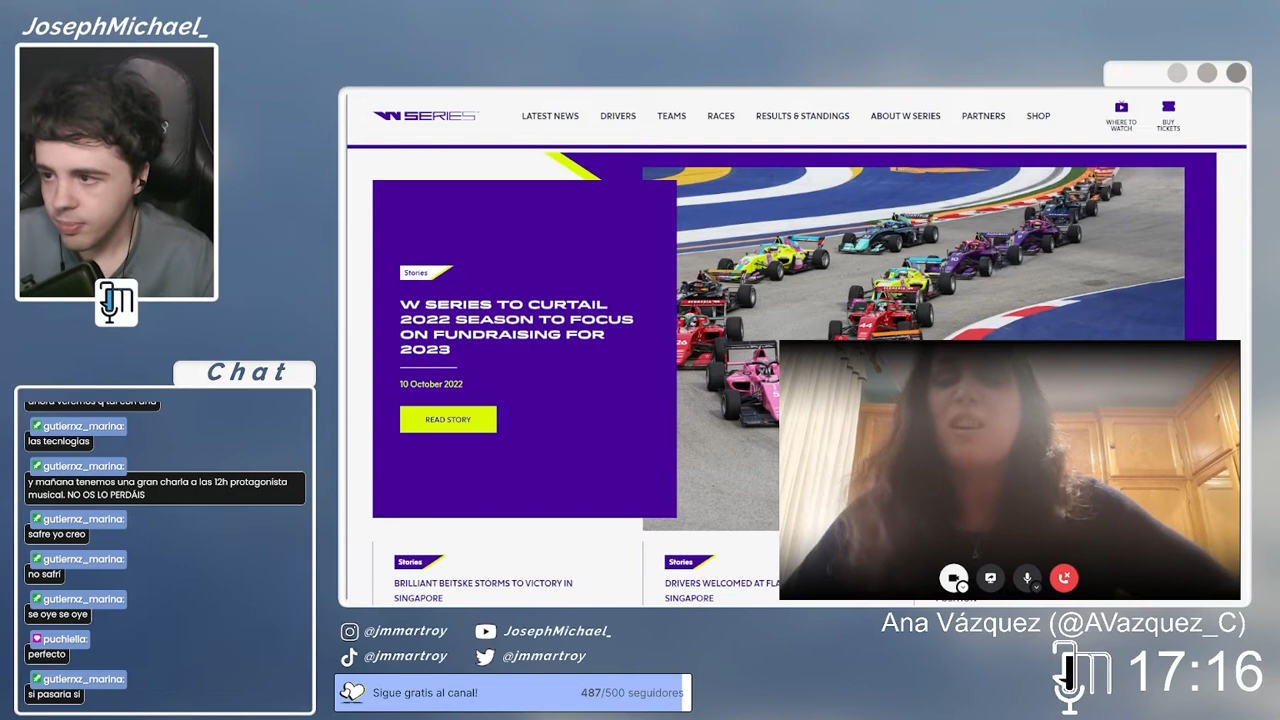 JosephMichael_
W SERIES
LATEST NEWS
DRIVERS
TEAMS
RACES
RESULTS & STANDINGS
ABOUT W SERIES
PARTNERS
SHOP
WHERE TO
WATCH
BUY
TICKETS
Stories
W SERIES TO CURTAIL
2022 SEASON TO FOCUS
ON FUNDRAISING FOR
2023
10 October 2022
READ STORY
Chat
gutierrxz_marina:
las tecnlogías
gutierrxz_marina:
y mañana tenemos una gran charla a las 12h protagonista
musical. NO OS LO PERDÁIS
gutierrxz_marina:
safre yo creo
gutierrxz_marina:
no safrí
gutierrxz_marina:
se oye se oye
puchiella:
perfecto
gutierrxz_marina:
si pasaria si
Stories
BRILLIANT BEITSKE STORMS TO VICTORY IN
SINGAPORE
Stories
DRIVERS WELCOMED AT
@jmmartroy
JosephMichael_
@jmmartroy
@jmmartroy
Sigue gratis al canal!
487/500 seguidores
Ana Vázquez (@AVazquez_C)
17:16